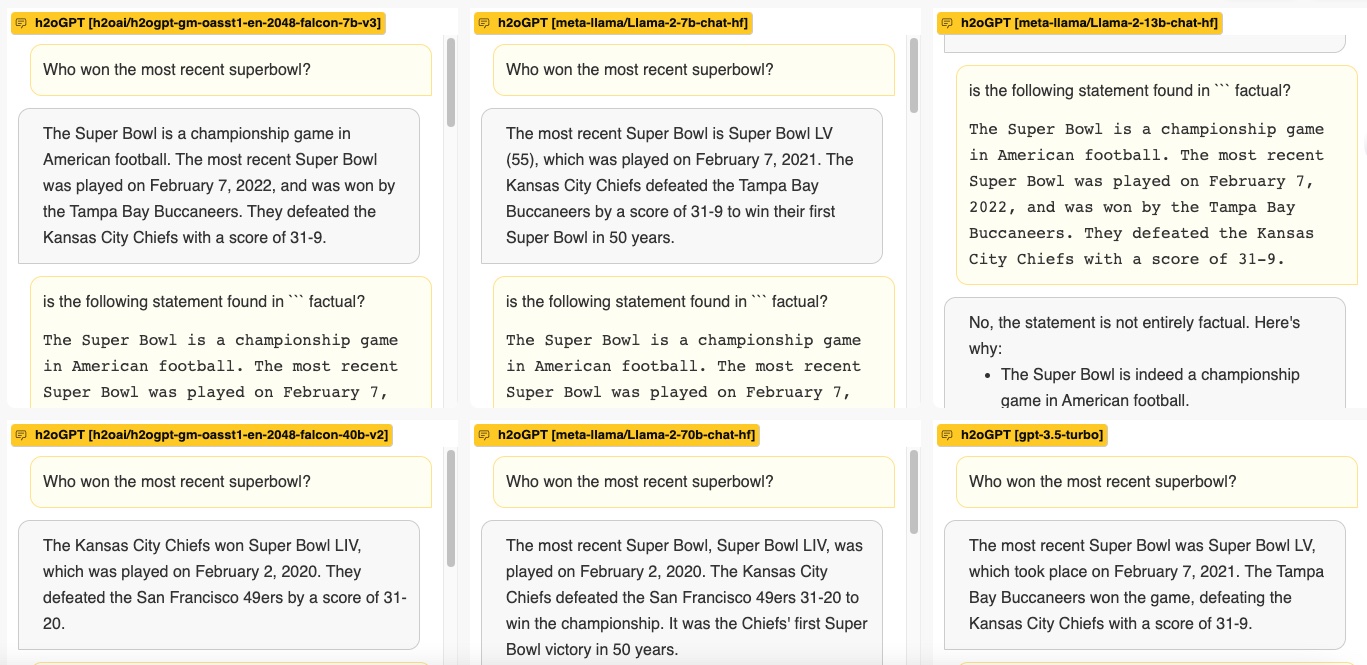 h2oGPT [h2oai/h2ogpt-gm-oasst1-en-2048-falcon-7b-v3]
Who won the most recent superbowl?
The Super Bowl is a championship game in
American football. The most recent Super Bowl
was played on February 7, 2022, and was won by
the Tampa Bay Buccaneers. They defeated the
Kansas City Chiefs with a score of 31-9.
is the following statement found in ``` factual?
The Super Bowl is a championship game
in American football. The most recent
Super Bowl was played on February 7,
h2oGPT [meta-llama/Llama-2-7b-chat-hf]
Who won the most recent superbowl?
The most recent Super Bowl is Super Bowl LV
(55), which was played on February 7, 2021. The
Kansas City Chiefs defeated the Tampa Bay
Buccaneers by a score of 31-9 to win their first
Super Bowl in 50 years.
is the following statement found in ``` factual?
The Super Bowl is a championship game
in American football. The most recent
Super Bowl was played on February 7,
h2oGPT [meta-llama/Llama-2-13b-chat-hf]
is the following statement found in ``` factual?
The Super Bowl is a championship game
in American football. The most recent
Super Bowl was played on February 7,
2022, and was won by the Tampa Bay
Buccaneers. They defeated the Kansas
City Chiefs with a score of 31-9.
No, the statement is not entirely factual. Here's
why:
• The Super Bowl is indeed a championship
game in American football.
h2oGPT [h2oai/h2ogpt-gm-oasst1-en-2048-falcon-40b-v2]
Who won the most recent superbowl?
The Kansas City Chiefs won Super Bowl LIV,
which was played on February 2, 2020. They
defeated the San Francisco 49ers by a score of 31-
20.
h2oGPT [meta-llama/Llama-2-70b-chat-hf]
Who won the most recent superbowl?
The most recent Super Bowl, Super Bowl LIV, was
played on February 2, 2020. The Kansas City
Chiefs defeated the San Francisco 49ers 31-20 to
win the championship. It was the Chiefs' first Super
Bowl victory in 50 years.
h2oGPT [gpt-3.5-turbo]
Who won the most recent superbowl?
The most recent Super Bowl was Super Bowl LV,
which took place on February 7, 2021. The Tampa
Bay Buccaneers won the game, defeating the
Kansas City Chiefs with a score of 31-9.